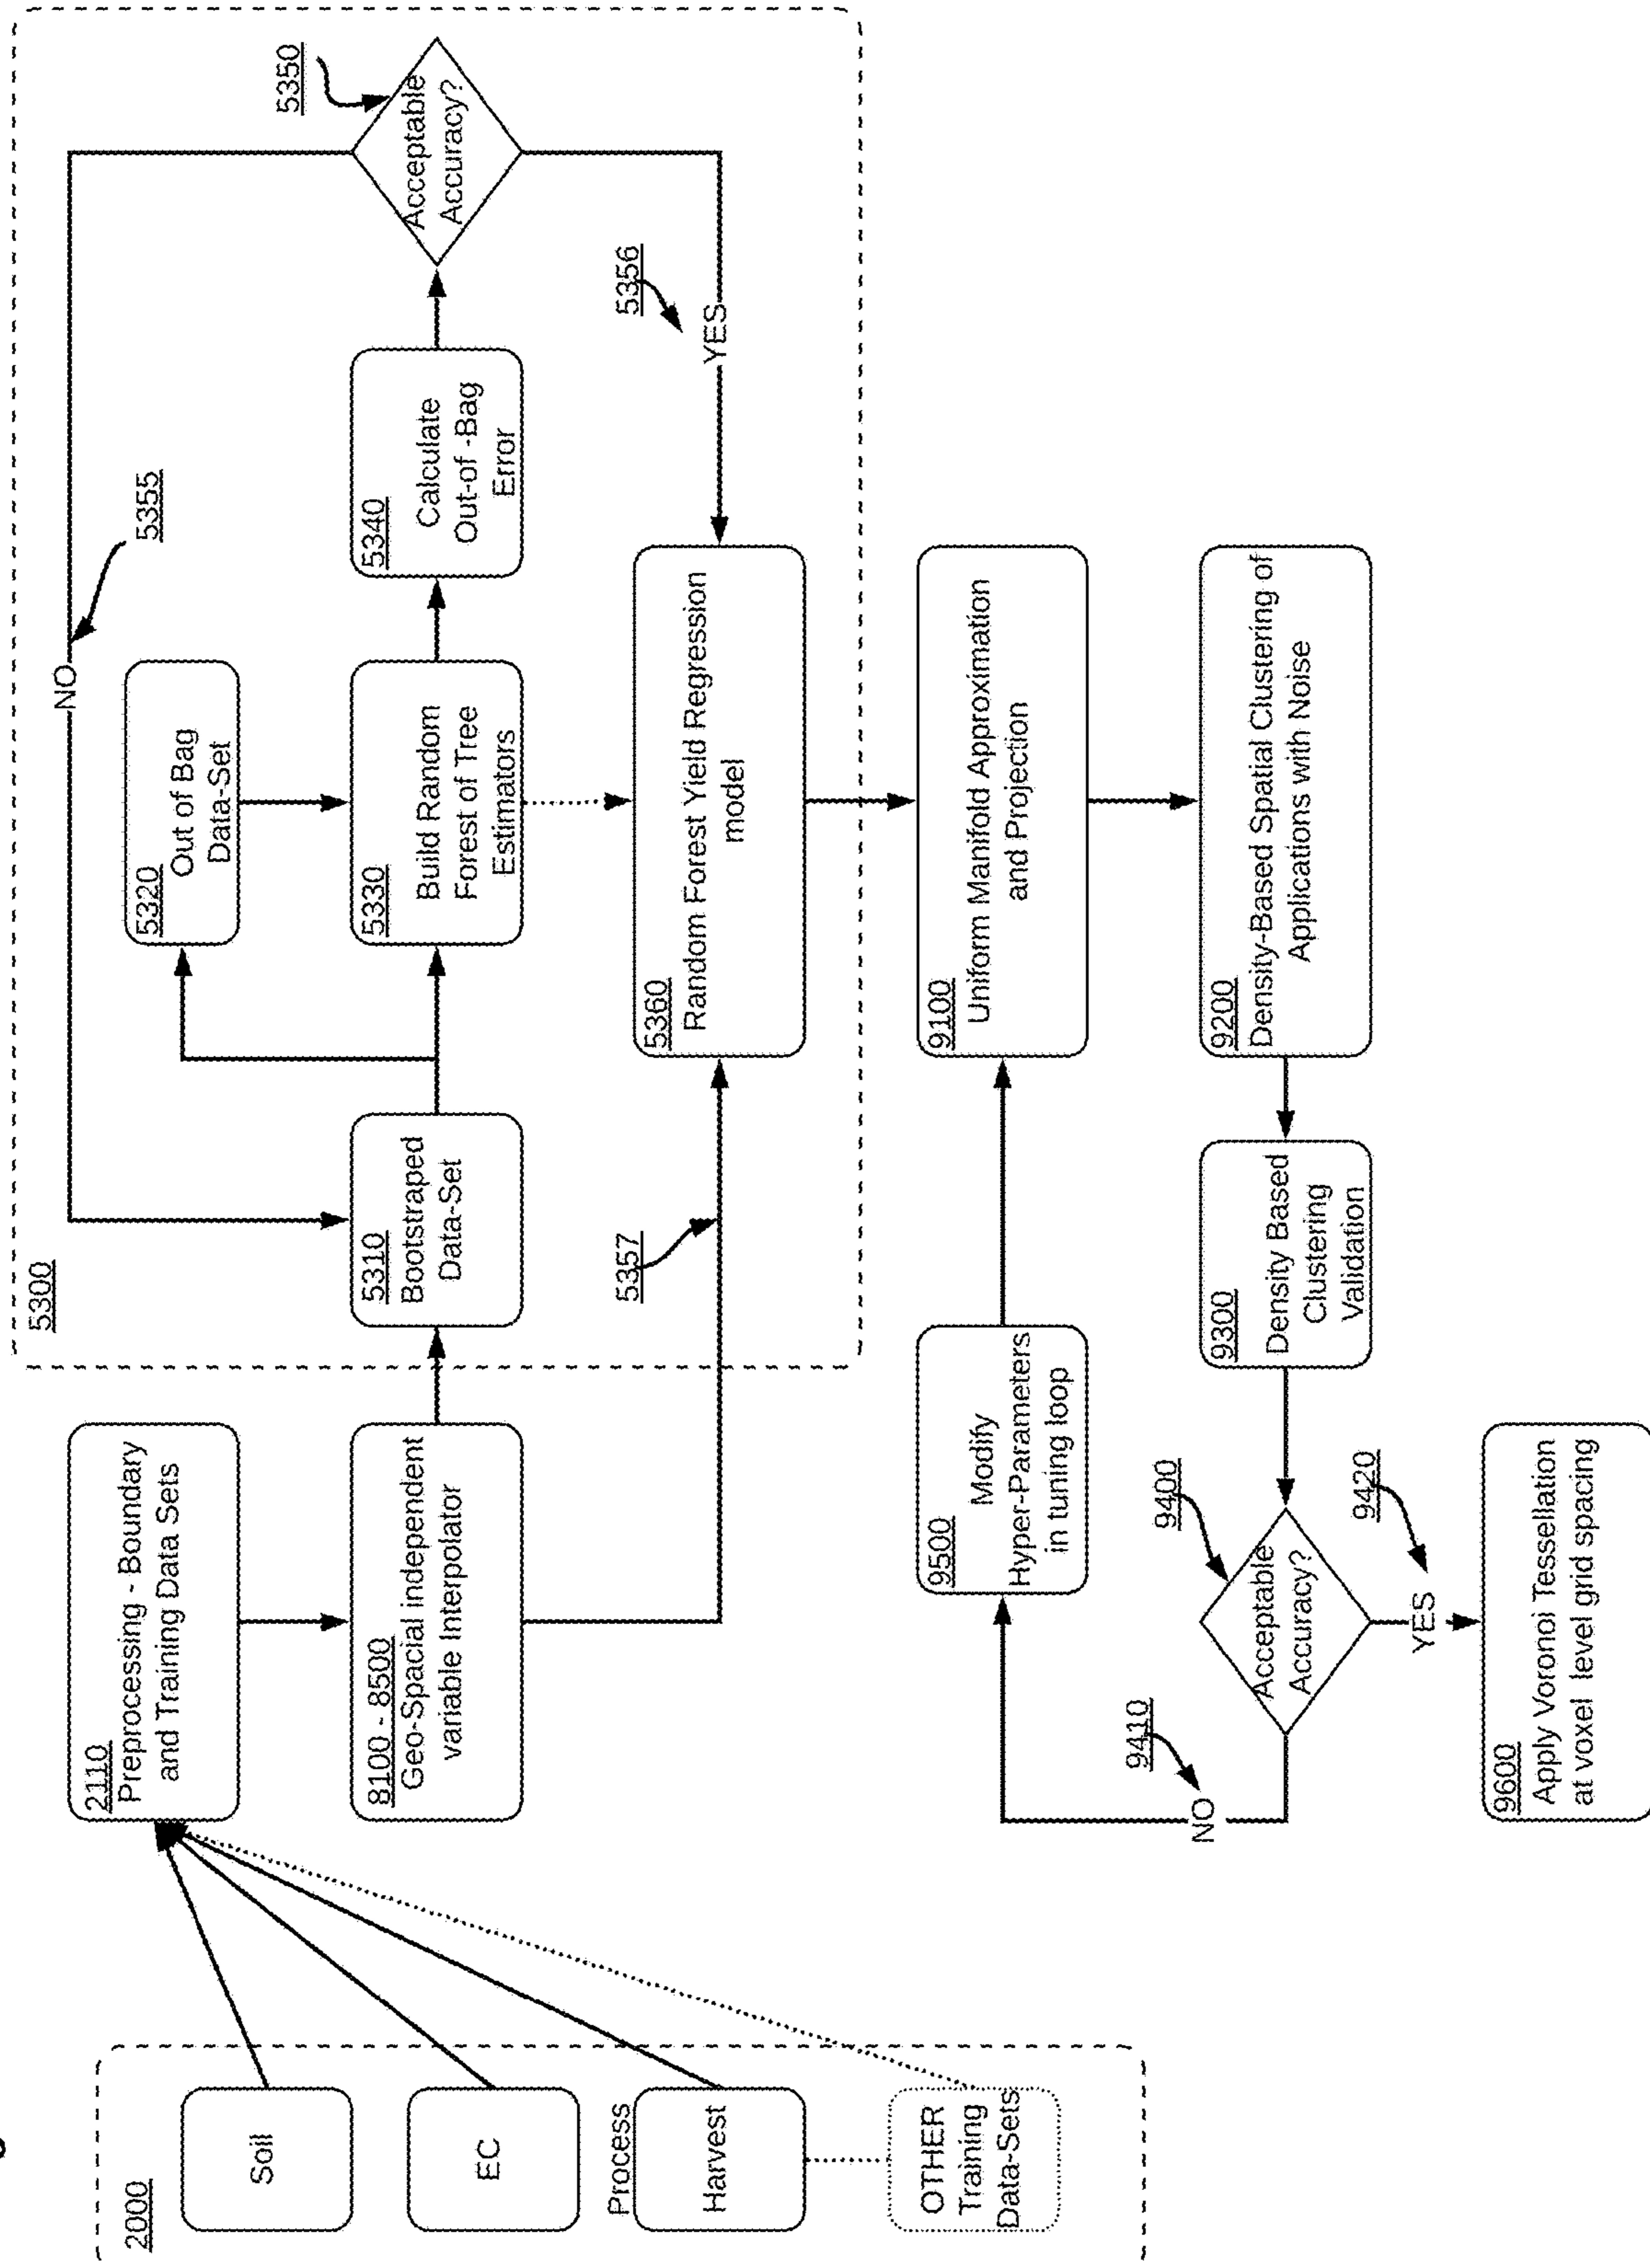 2000
Soil
EC
Process
Harvest
OTHER
Training
Data-Sets
2110
Preprocessing - Boundary
and Training Data Sets
8100 - 8500
Geo-Spacial independent
variable Interpolator
5300
5310
Bootstraped
Data-Set
5320
Out of Bag
Data-Set
5330
Build Random
Forest of Tree
Estimators
5340
Calculate
Out-of -Bag
Error
5350
Acceptable
Accuracy?
NO
5355
YES
5356
5357
5360
Random Forest Yield Regression
model
9100
Uniform Manifold Approximation
and Projection
9200
Density-Based Spatial Clustering of
Applications with Noise
9300
Density Based
Clustering
Validation
9400
Acceptable
Accuracy?
9410
NO
9420
YES
9500
Modify
Hyper-Parameters
in tuning loop
9600
Apply Voronoi Tessellation
at voxel level grid spacing